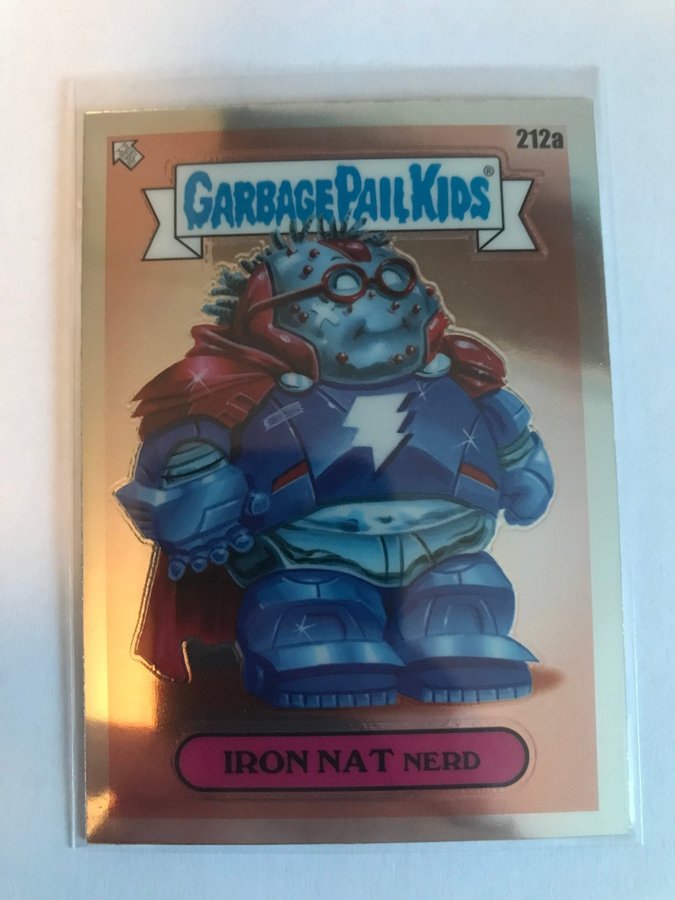 212a
GARBAGE PAIL KIDS®
IRON NAT NERD